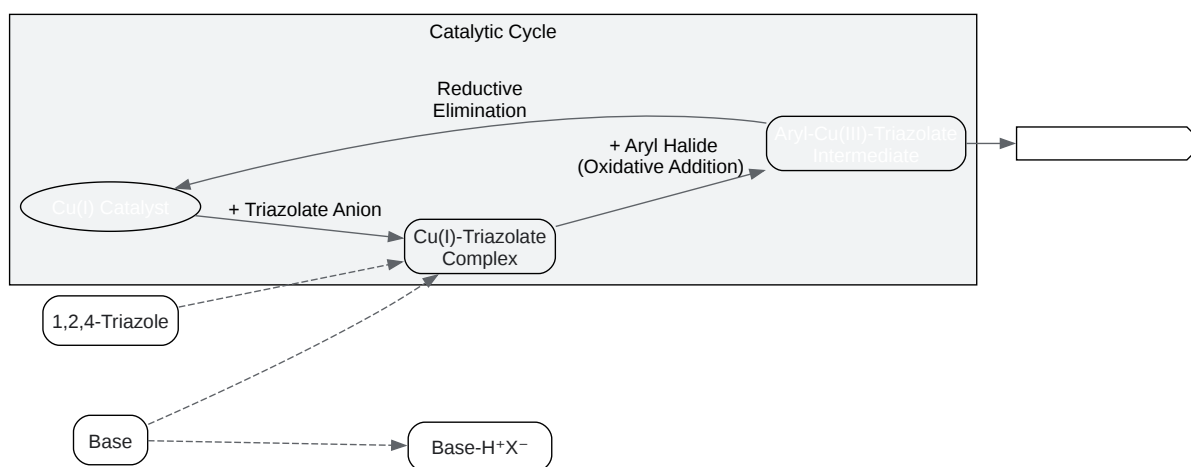 Catalytic Cycle
Reductive
Elimination
+ Aryl Halide
(Oxidative Addition)
Aryl-Cu(III)-Triazolate
Intermediate
Cu(I) Catalyst
+ Triazolate Anion
Cu(I)-Triazolate
Complex
1,2,4-Triazole
Base
Base-H⁺X⁻